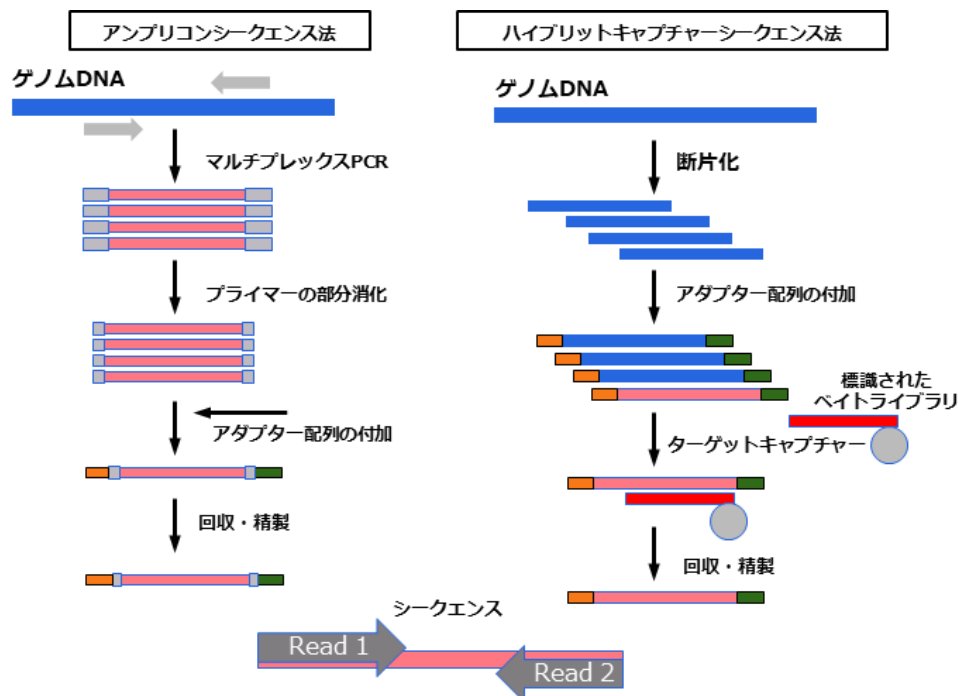 アンプリコンシークエンス法
ゲノムDNA
マルチプレックスPCR
プライマーの部分消化
アダプター配列の付加
回収・精製
ハイブリットキャプチャーシークエンス法
ゲノムDNA
断片化
アダプター配列の付加
標識された
ベイトライブラリ
ターゲットキャプチャー
回収・精製
シークエンス
Read 1
Read 2